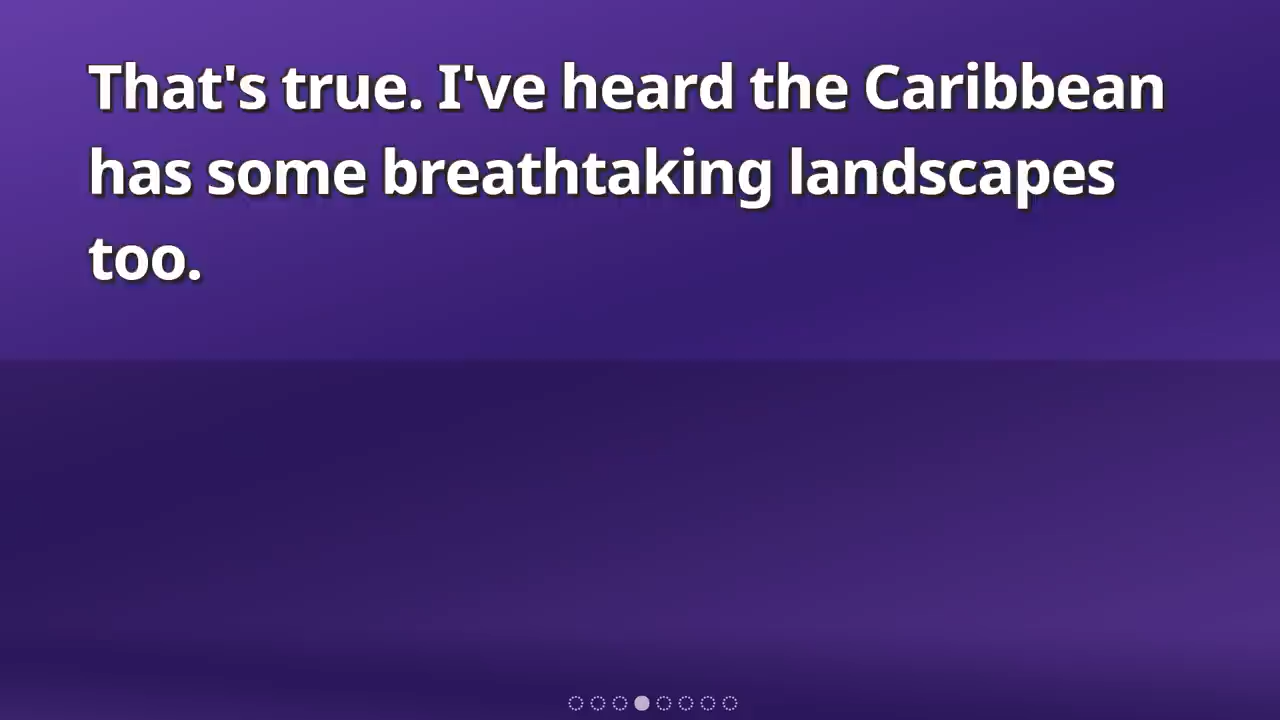 That's true. I've heard the Caribbean
has some breathtaking landscapes
too.